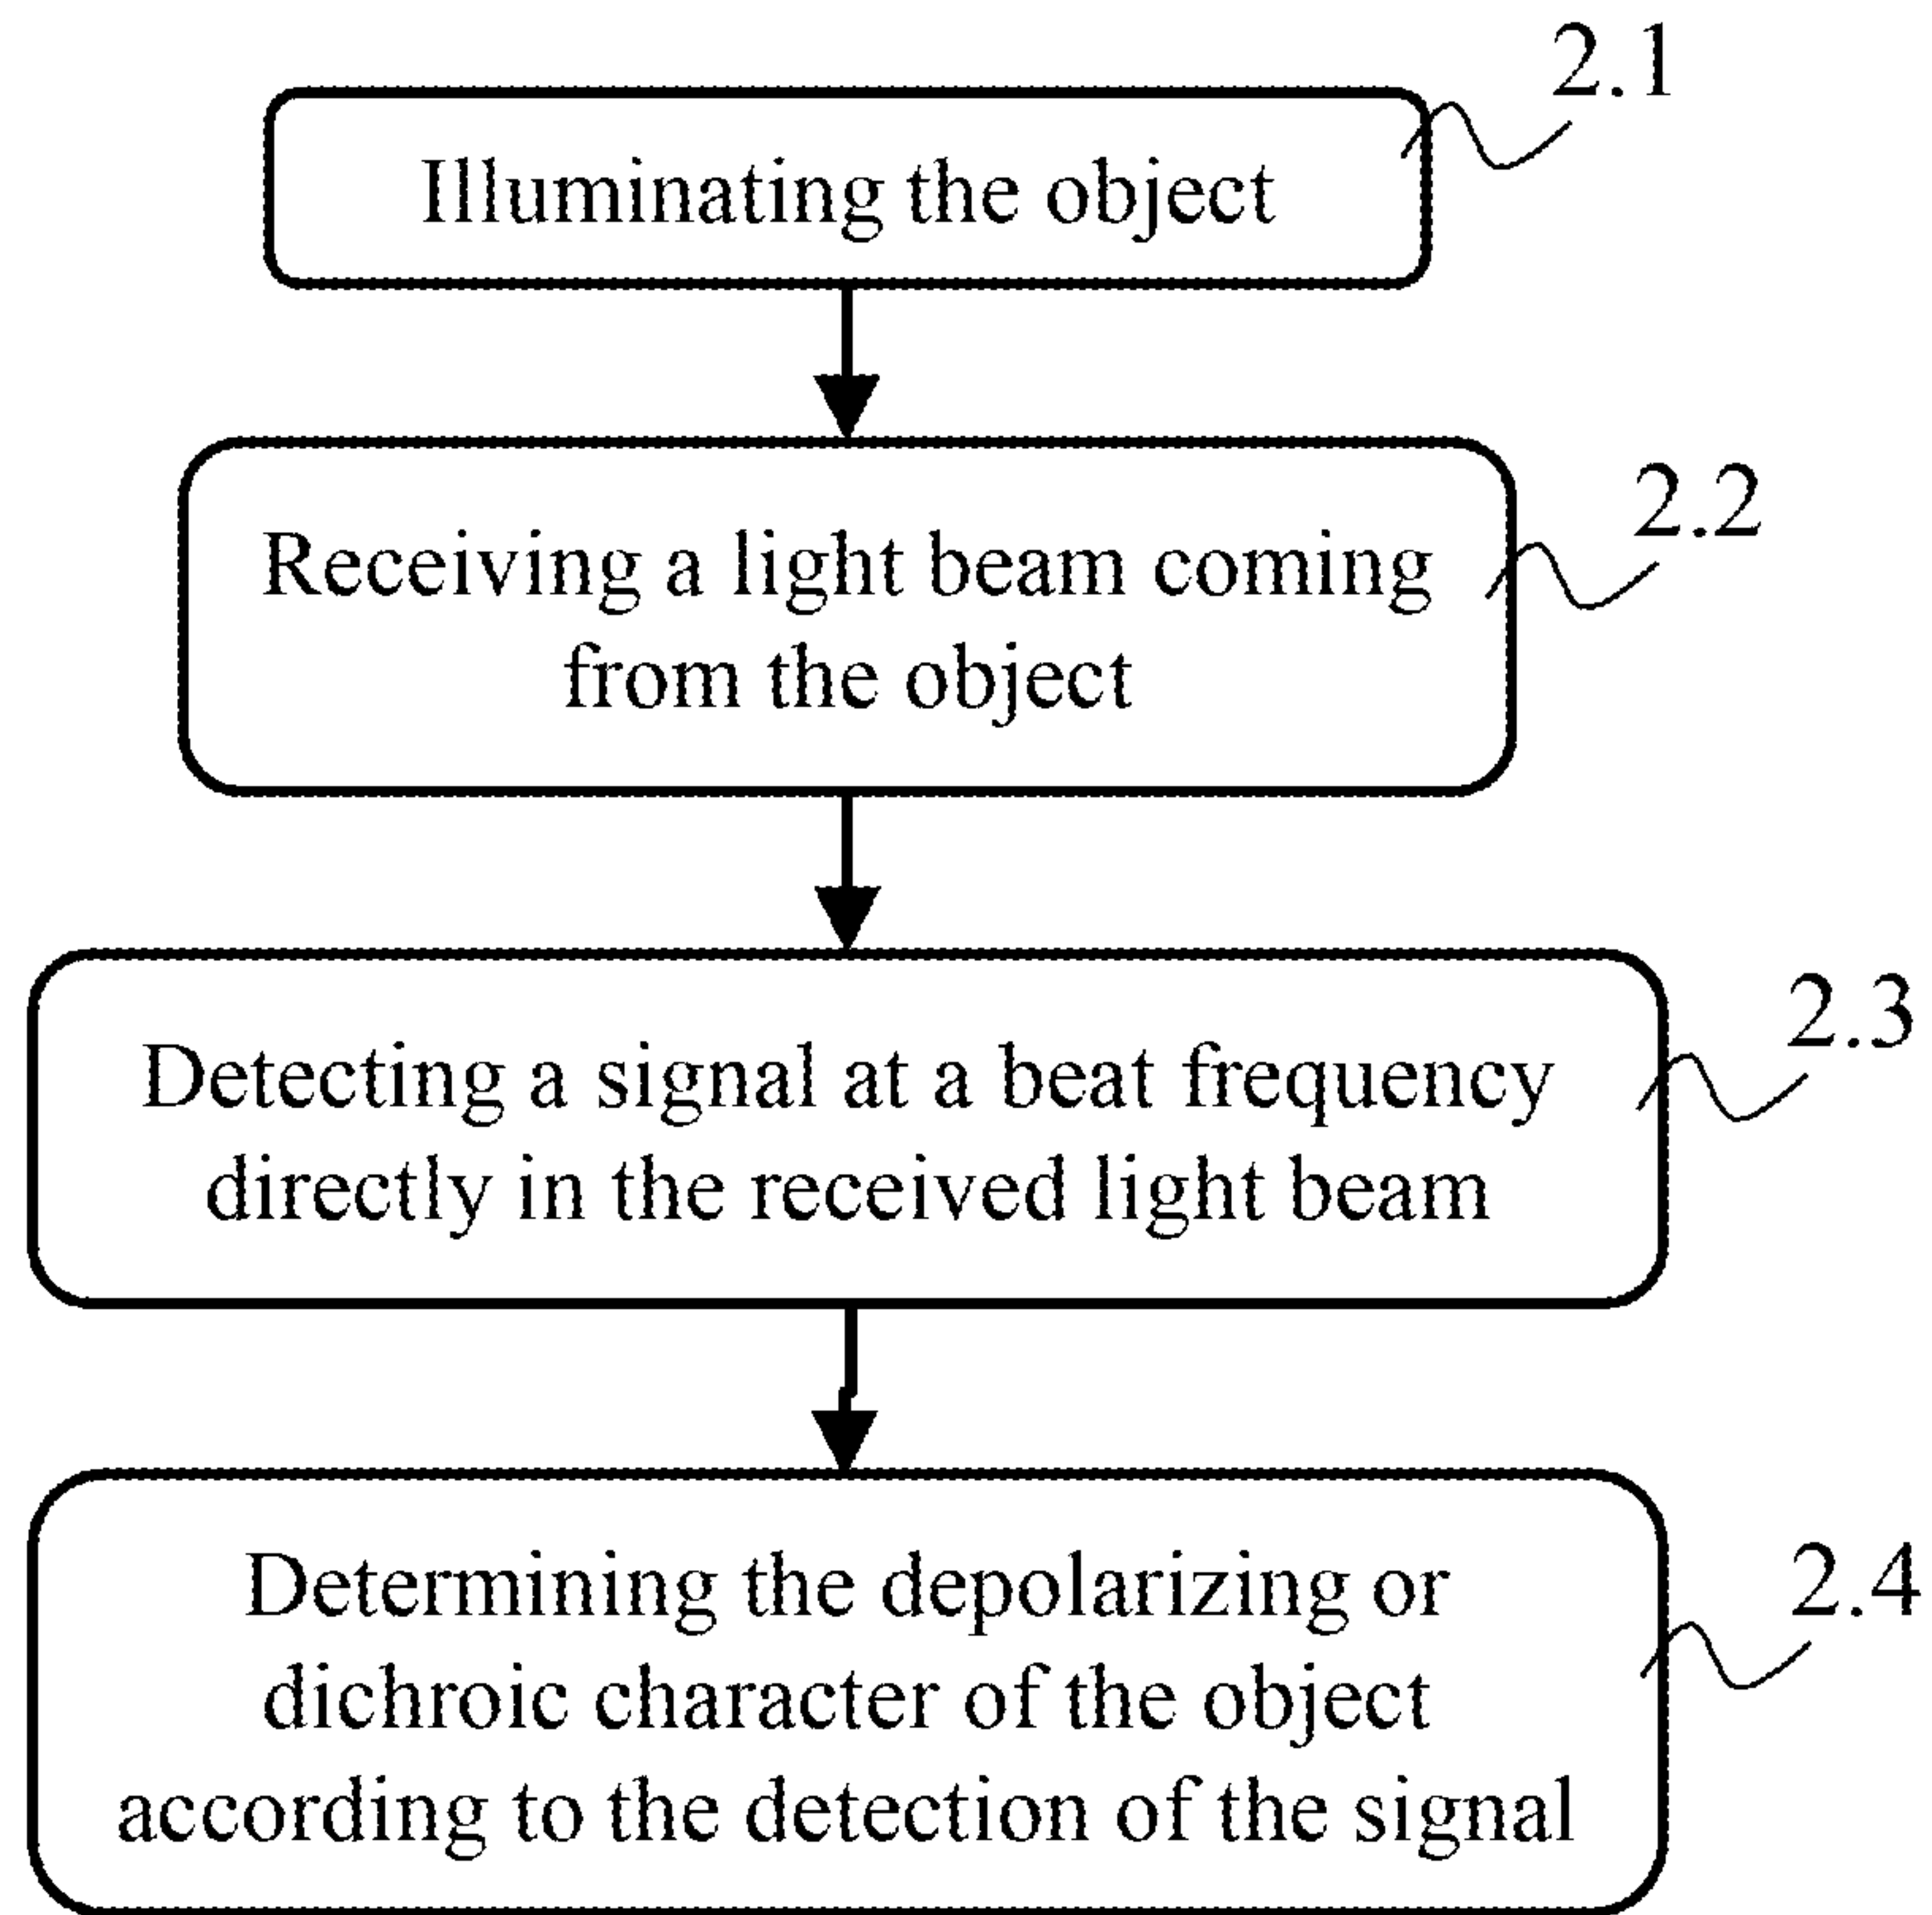 2.1
Illuminating the object
2.2
Receiving a light beam coming
from the object
2.3
Detecting a signal at a beat frequency
directly in the received light beam
2.4
Determining the depolarizing or
dichroic character of the object
according to the detection of the signal